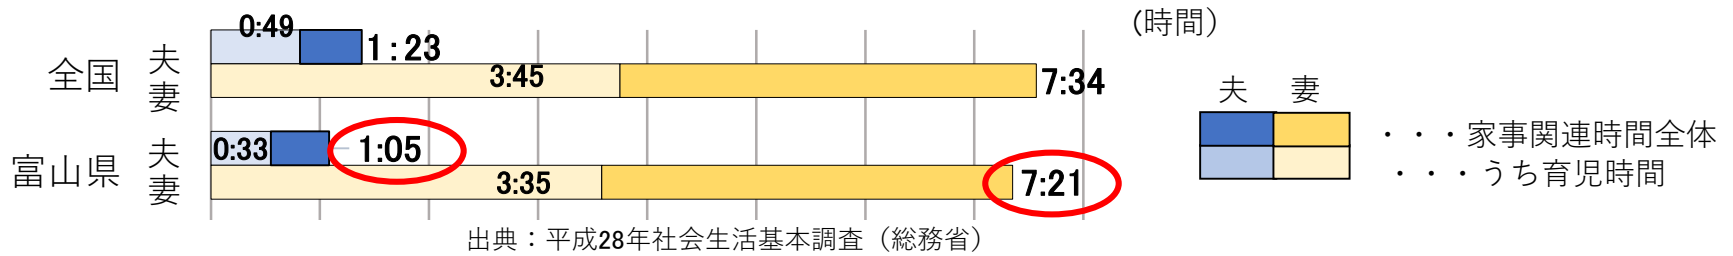 (時間)
全国
夫
0:49
1:23
妻
3:45
7:34
富山県
夫
0:33
1:05
妻
3:35
7:21
夫 妻
・・・家事関連時間全体
・・・うち育児時間
出典:平成28年社会生活基本調査(総務省)